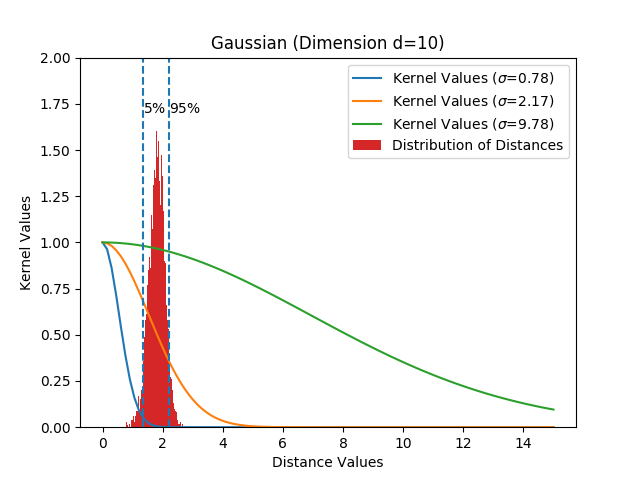 Gaussian (Dimension d=10)
Kernel Values
2.00
1.75
1.50
1.25
1.00
0.75
0.50
0.25
0.00
5%
95%
Kernel Values (σ=0.78)
Kernel Values (σ=2.17)
Kernel Values (σ=9.78)
Distribution of Distances
0 2 4 6 8 10 12 14
Distance Values